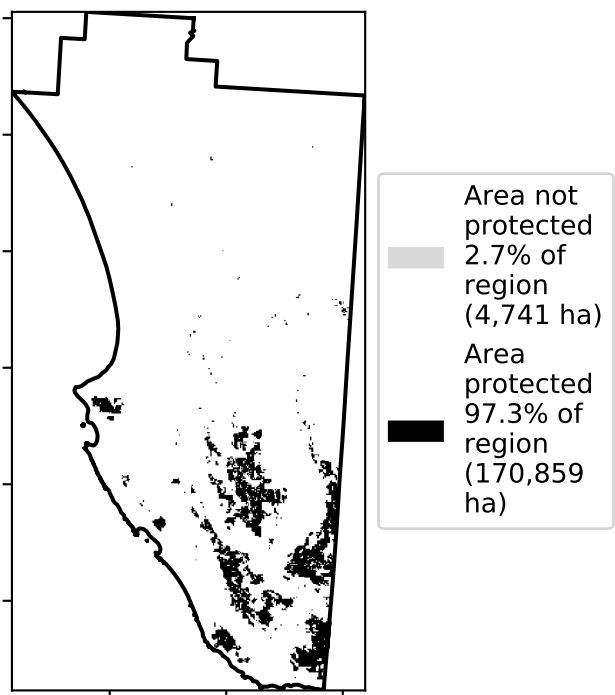 Area not
protected
2.7% of
region
(4,741 ha)
Area
protected
97.3% of
region
(170,859
ha)